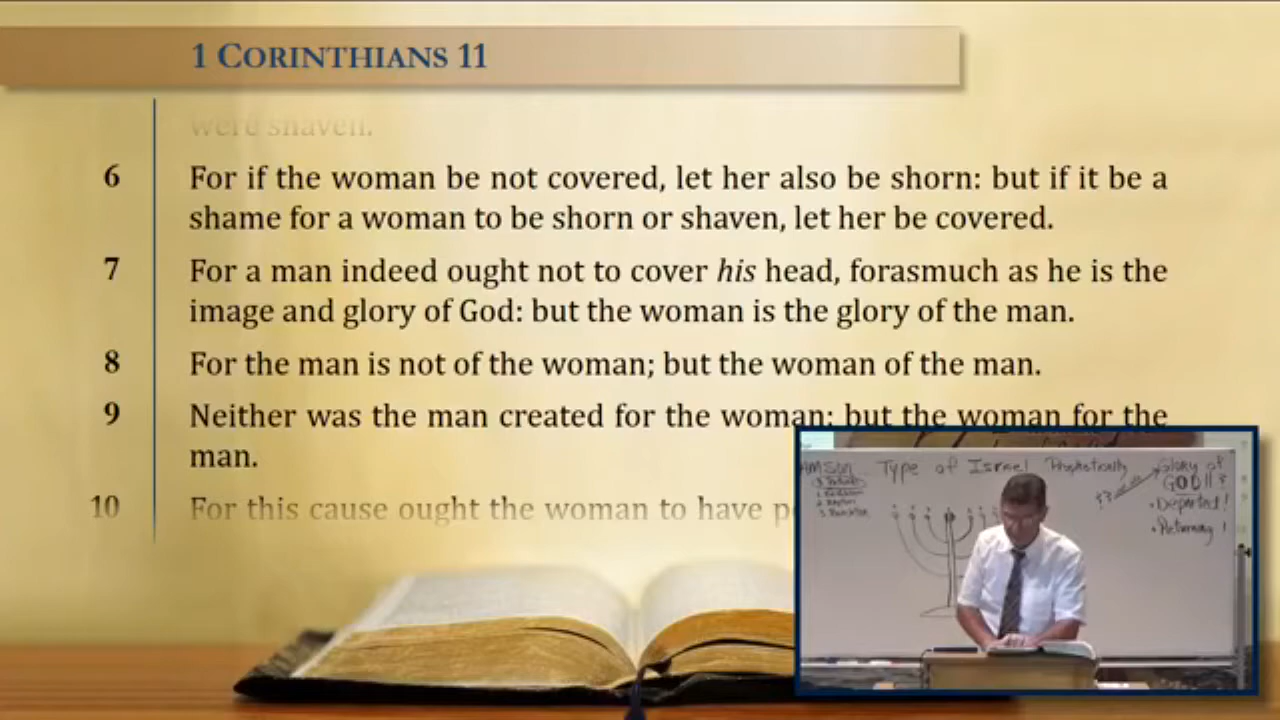 1 CORINTHIANS 11
were shaven.
6 For if the woman be not covered, let her also be shorn: but if it be a
shame for a woman to be shorn or shaven, let her be covered.
7 For a man indeed ought not to cover his head, forasmuch as he is the
image and glory of God: but the woman is the glory of the man.
8 For the man is not of the woman; but the woman of the man.
9 Neither was the man created for the woman; but the woman for the
man.
10 For this cause ought the woman to have
Type of Israel Prophetically
Glory of
GOD!!
• Departed!
• Returning!